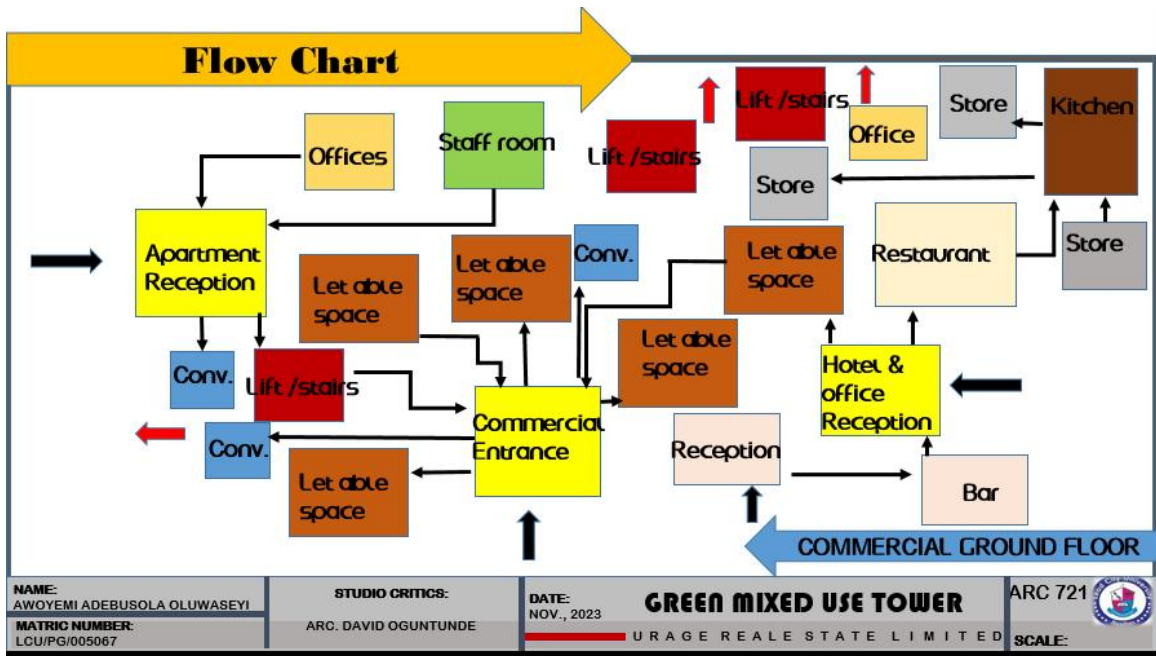 Flow Chart
Offices
Staff room
Lift /stairs
Lift /stairs
Office
Store
Kitchen
Store
Store
Apartment
Reception
Let able
space
Let able
space
Conv.
Let able
space
Restaurant
Let able
space
Conv.
Lift /stairs
Conv.
Let able
space
Commercial
Entrance
Hotel &
office
Reception
Reception
Bar
COMMERCIAL GROUND FLOOR
NAME:
AWOYEMI ADEBUSOLA OLUWASEYI
MATRIC NUMBER:
LCU/PG/005067
STUDIO CRITICS:
ARC. DAVID OGUNTUNDE
DATE:
NOV., 2023
GREEN MIXED USE TOWER
URAGE REALE STATE LIMITED
ARC 721
SCALE: